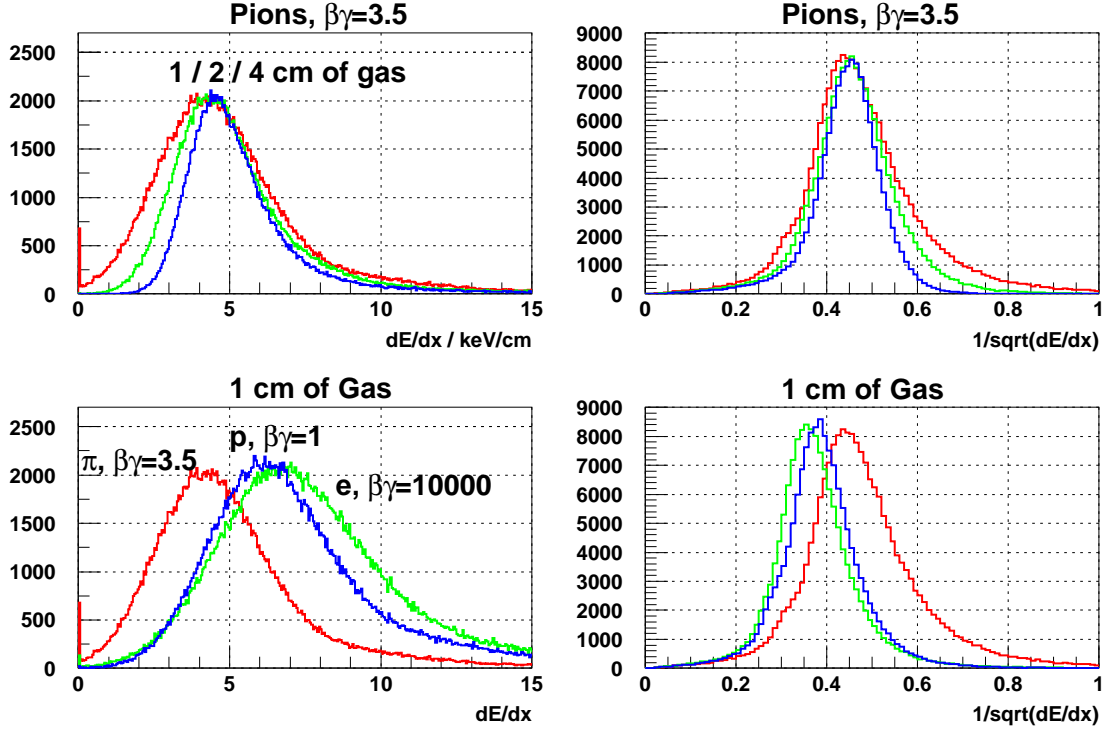 Pions, βγ=3.5
1 / 2 / 4 cm of gas
2500
2000
1500
1000
500
0
0 5 10 15
dE/dx / keV/cm
Pions, βγ=3.5
9000
8000
7000
6000
5000
4000
3000
2000
1000
0
0 0.2 0.4 0.6 0.8 1
1/sqrt(dE/dx)
1 cm of Gas
2500
2000
1500
1000
500
0
p, βγ=1
π, βγ=3.5
e, βγ=10000
0 5 10 15
dE/dx
1 cm of Gas
9000
8000
7000
6000
5000
4000
3000
2000
1000
0
0 0.2 0.4 0.6 0.8 1
1/sqrt(dE/dx)